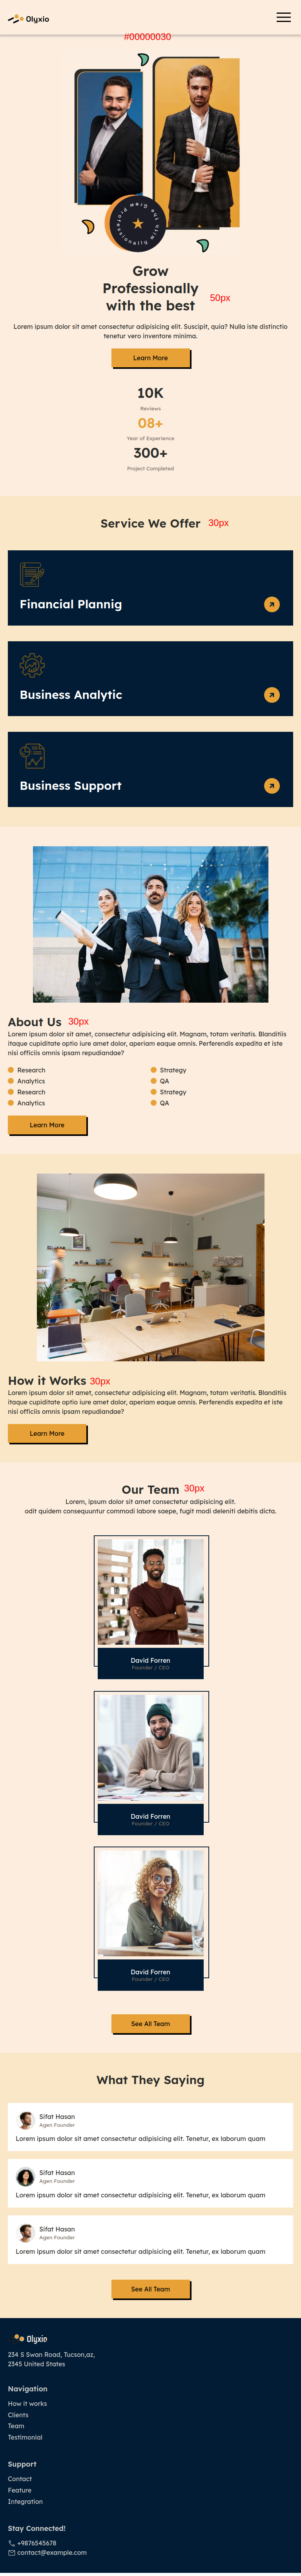 Olyxio
#00000030
Grow
Professionally
with the best
50px
Lorem ipsum dolor sit amet consectetur adipisicing elit. Suscipit, quia? Nulla iste distinctio
tenetur vero inventore minima.
Learn More
10K
Reviews
08+
Year of Experience
300+
Project Completed
Service We Offer 30px
Financial Plannig
Business Analytic
Business Support
About Us 30px
Lorem ipsum dolor sit amet, consectetur adipisicing elit. Magnam, totam veritatis. Blanditiis
itaque cupiditate optio iure amet dolor, aperiam eaque omnis. Perferendis expedita et iste
nisi officiis omnis ipsam repudiandae?
Research Strategy
Analytics QA
Research Strategy
Analytics QA
Learn More
How it Works 30px
Lorem ipsum dolor sit amet, consectetur adipisicing elit. Magnam, totam veritatis. Blanditiis
itaque cupiditate optio iure amet dolor, aperiam eaque omnis. Perferendis expedita et iste
nisi officiis omnis ipsam repudiandae?
Learn More
Our Team 30px
Lorem, ipsum dolor sit amet consectetur adipisicing elit.
odit quidem consequuntur commodi labore saepe, fugit modi deleniti debitis dicta.
David Forren
Founder / CEO
David Forren
Founder / CEO
David Forren
Founder / CEO
See All Team
What They Saying
Sifat Hasan
Agen Founder
Lorem ipsum dolor sit amet consectetur adipisicing elit. Tenetur, ex laborum quam
Sifat Hasan
Agen Founder
Lorem ipsum dolor sit amet consectetur adipisicing elit. Tenetur, ex laborum quam
Sifat Hasan
Agen Founder
Lorem ipsum dolor sit amet consectetur adipisicing elit. Tenetur, ex laborum quam
See All Team
Olyxio
234 S Swan Road, Tucson,az,
2345 United States
Navigation
How it works
Clients
Team
Testimonial
Support
Contact
Feature
Integration
Stay Connected!
+9876545678
contact@example.com